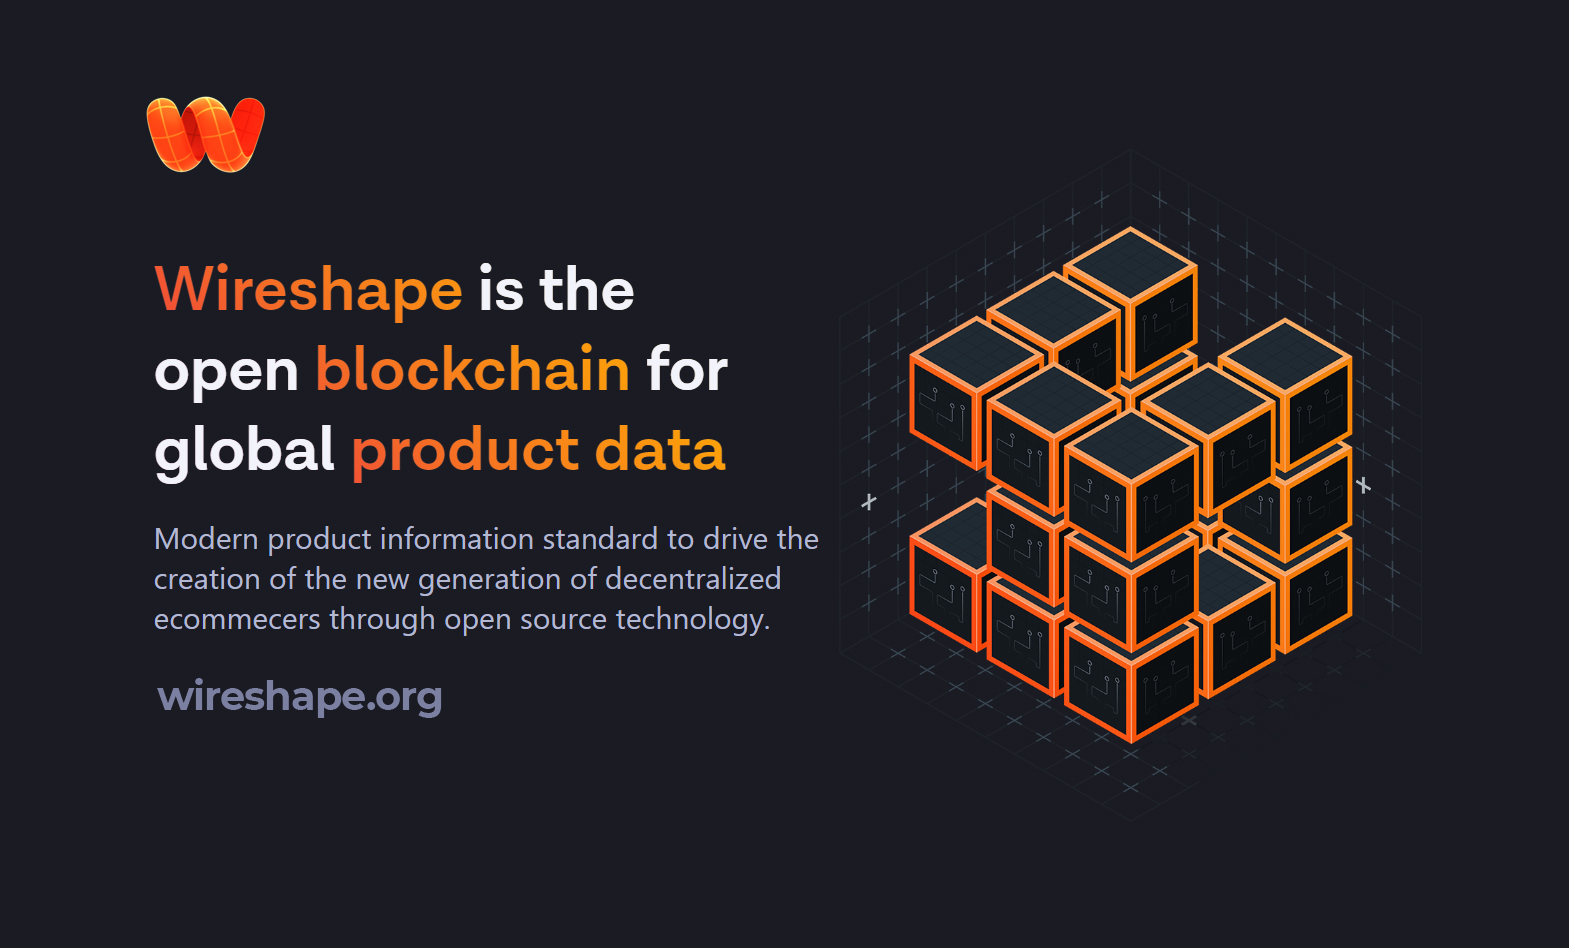 Wireshape is the
open blockchain for
global product data
Modern product information standard to drive the
creation of the new generation of decentralized
ecommecers through open source technology.
wireshape.org